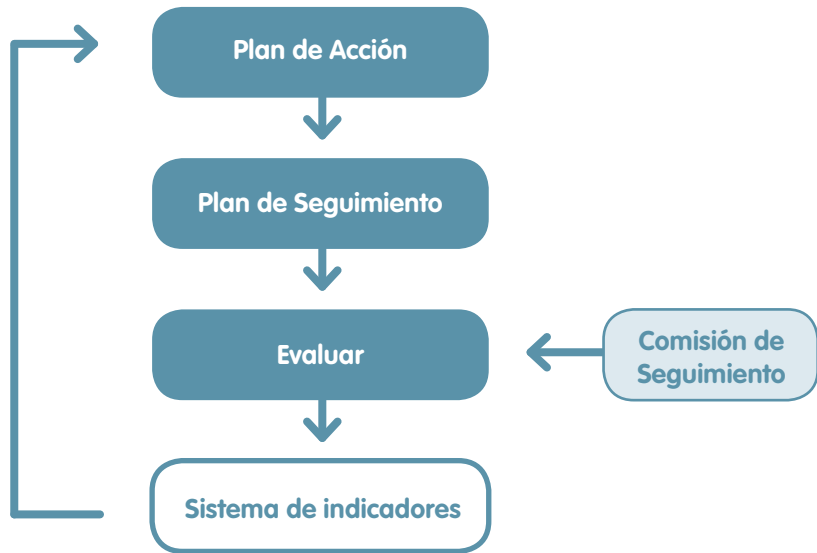 Plan de Acción
Plan de Seguimiento
Evaluar
Comisión de
Seguimiento
Sistema de indicadores